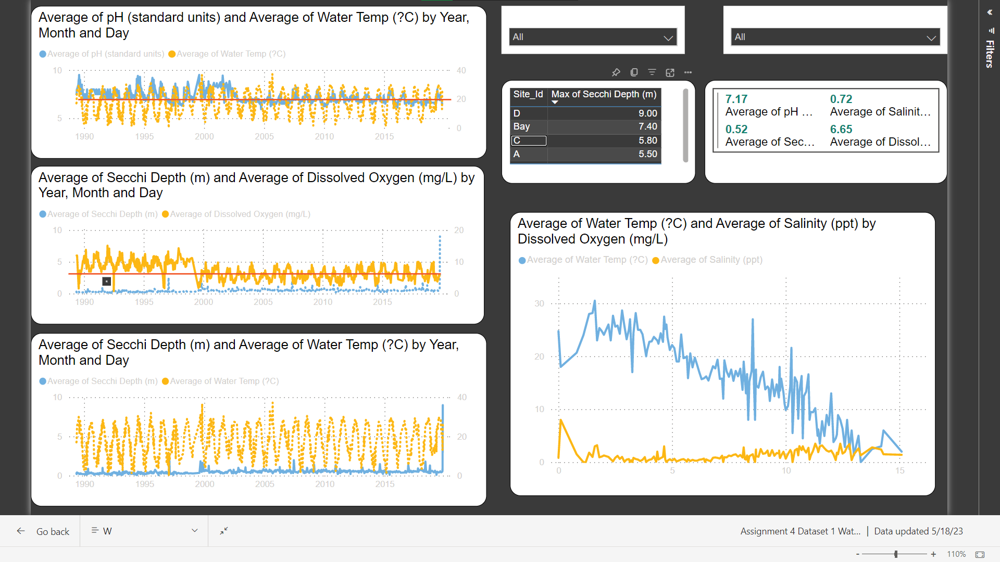 Average of pH (standard units) and Average of Water Temp (?C) by Year,
Month and Day
Average of pH (standard units) Average of Water Temp (?C)
10 40
20
5
0
1990 1995 2000 2005 2010 2015
Average of Secchi Depth (m) and Average of Dissolved Oxygen (mg/L) by
Year, Month and Day
Average of Secchi Depth (m) Average of Dissolved Oxygen (mg/L)
10 20
5 10
0 0
1990 1995 2000 2005 2010 2015
Average of Secchi Depth (m) and Average of Water Temp (?C) by Year,
Month and Day
Average of Secchi Depth (m) Average of Water Temp (?C)
10 40
5 20
0 0
1990 1995 2000 2005 2010 2015
All
All
Site_Id Max of Secchi Depth (m)
D 9.00
Bay 7.40
C 5.80
A 5.50
7.17 0.72
Average of pH ... Average of Salinit...
0.52 6.65
Average of Sec... Average of Dissol...
Average of Water Temp (?C) and Average of Salinity (ppt) by
Dissolved Oxygen (mg/L)
Average of Water Temp (?C) Average of Salinity (ppt)
30
20
10
0
0 5 10 15
Filters
Go back
W
Assignment 4 Dataset 1 Wat... | Data updated 5/18/23
- + 110%